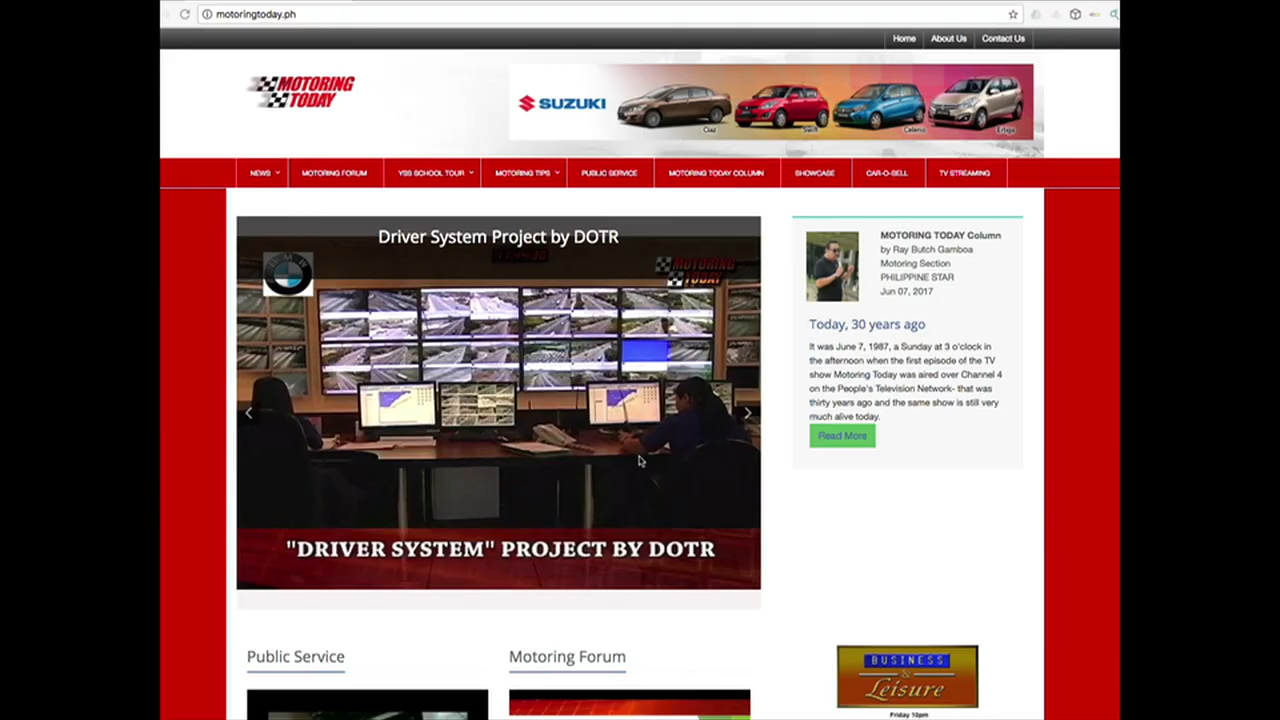 motoringtoday.ph
Home
About Us
Contact Us
MOTORING
TODAY
SUZUKI
Ciaz
Swift
Celerio
Ertiga
NEWS
MOTORING FORUM
YSS SCHOOL TOUR
MOTORING TIPS
PUBLIC SERVICE
MOTORING TODAY COLUMN
SHOWCASE
CAR-O-SELL
TV STREAMING
Driver System Project by DOTR
BMW
MOTORING
TODAY
"DRIVER SYSTEM" PROJECT BY DOTR
MOTORING TODAY Column
by Ray Butch Gamboa
Motoring Section
PHILIPPINE STAR
Jun 07, 2017
Today, 30 years ago
It was June 7, 1987, a Sunday at 3 o'clock in
the afternoon when the first episode of the TV
show Motoring Today was aired over Channel 4
on the People's Television Network- that was
thirty years ago and the same show is still very
much alive today.
Read More
Public Service
Motoring Forum
BUSINESS
&
Leisure
Friday 10pm